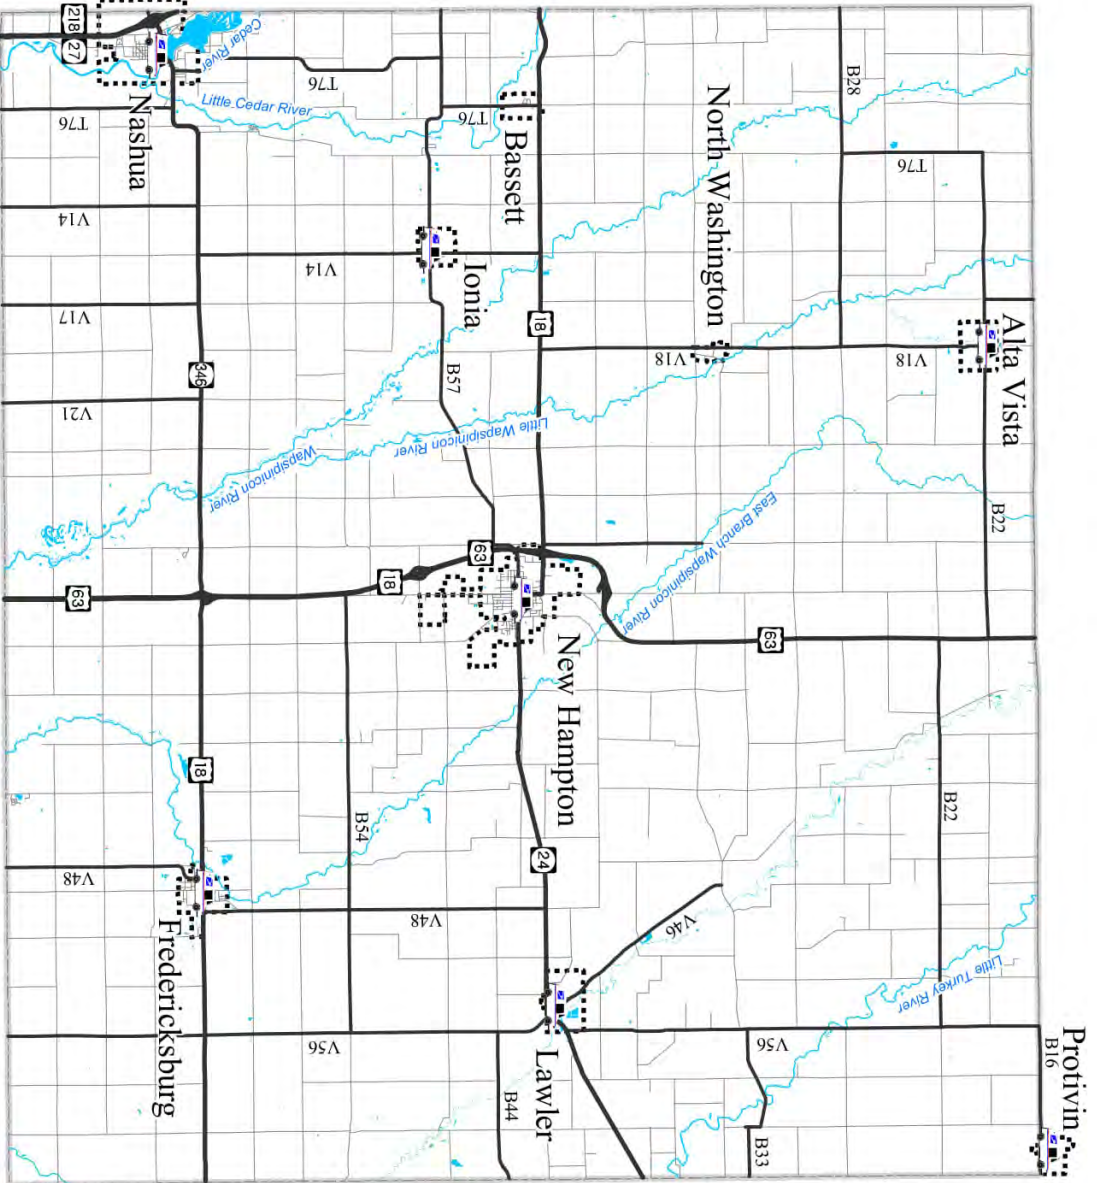 218
27
Cedar River
T76
Little Cedar River
T76
Nashua
T76
Bassett
B28
North Washington
T76
V14
V14
Ionia
V17
18
V18
V18
Alta Vista
346
B57
V21
Little Wapsipinicon River
Wapsipinicon River
East Branch Wapsipinicon River
B22
63
18
63
63
New Hampton
18
B54
24
B22
V48
V48
V46
Fredericksburg
Little Turkey River
V56
V56
Lawler
B44
B33
Protivin
B16